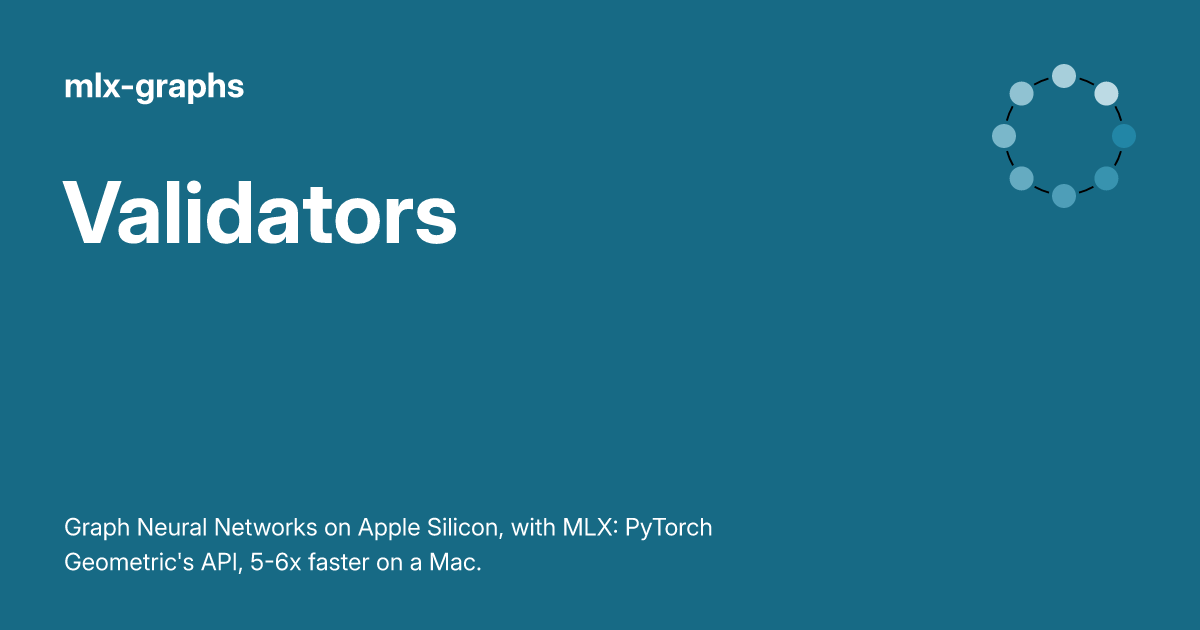 mlx-graphs
Validators
Graph Neural Networks on Apple Silicon, with MLX: PyTorch
Geometric's API, 5-6x faster on a Mac.